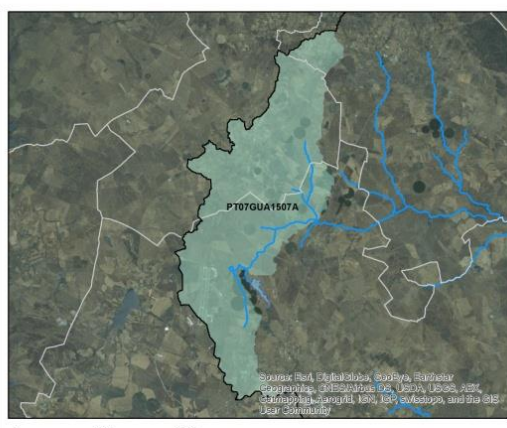 PT07GUA1507A
Source: Esri, DigitalGlobe, GeoEye, Earthstar
Geographics, CNES/Airbus DS, USDA, USGS, AEX,
Getmapping, Aerogrid, IGN, IGP, swisstopo, and the GIS
User Community